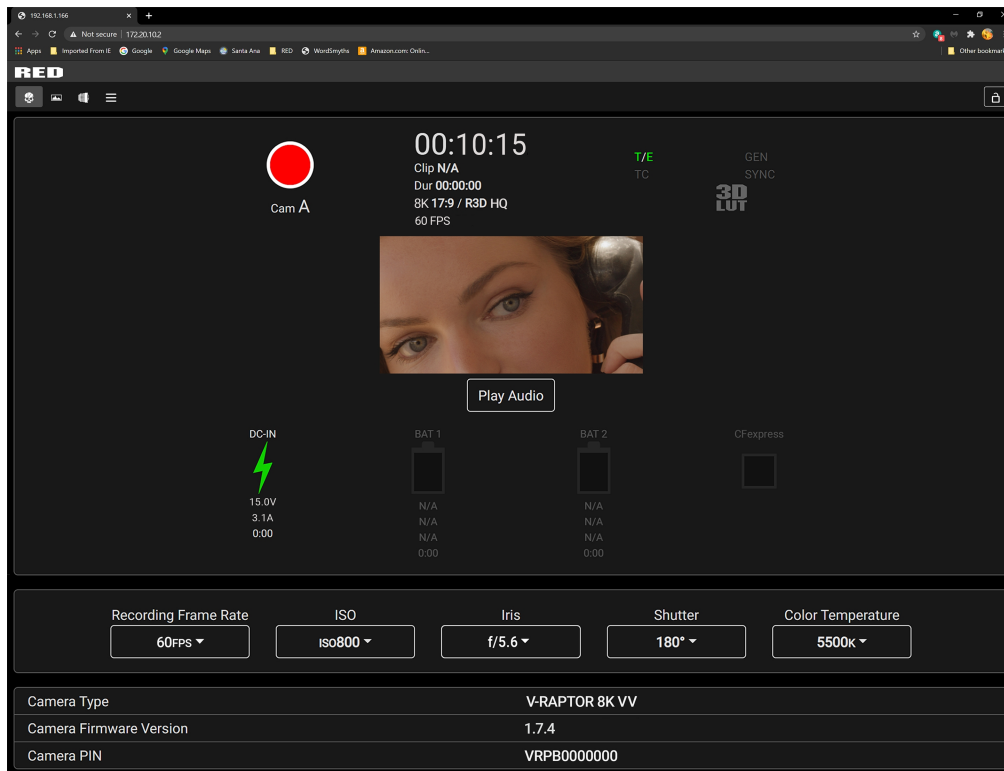 192.168.1.166
Not secure | 172.20.10.2
Apps Imported From IE Google Google Maps Santa Ana RED WordSmyths Amazon.com: Onlin... Other bookmar
RED
00:10:15
Clip N/A
Dur 00:00:00
8K 17:9 / R3D HQ
60 FPS
Cam A
T/E GEN
TC SYNC
3D
LUT
Play Audio
DC-IN BAT 1 BAT 2 CFexpress
15.0V N/A N/A
3.1A N/A N/A
0:00 N/A N/A
0:00 0:00
Recording Frame Rate ISO Iris Shutter Color Temperature
60FPS ISO800 f/5.6 180° 5500K
Camera Type V-RAPTOR 8K VV
Camera Firmware Version 1.7.4
Camera PIN VRPB0000000